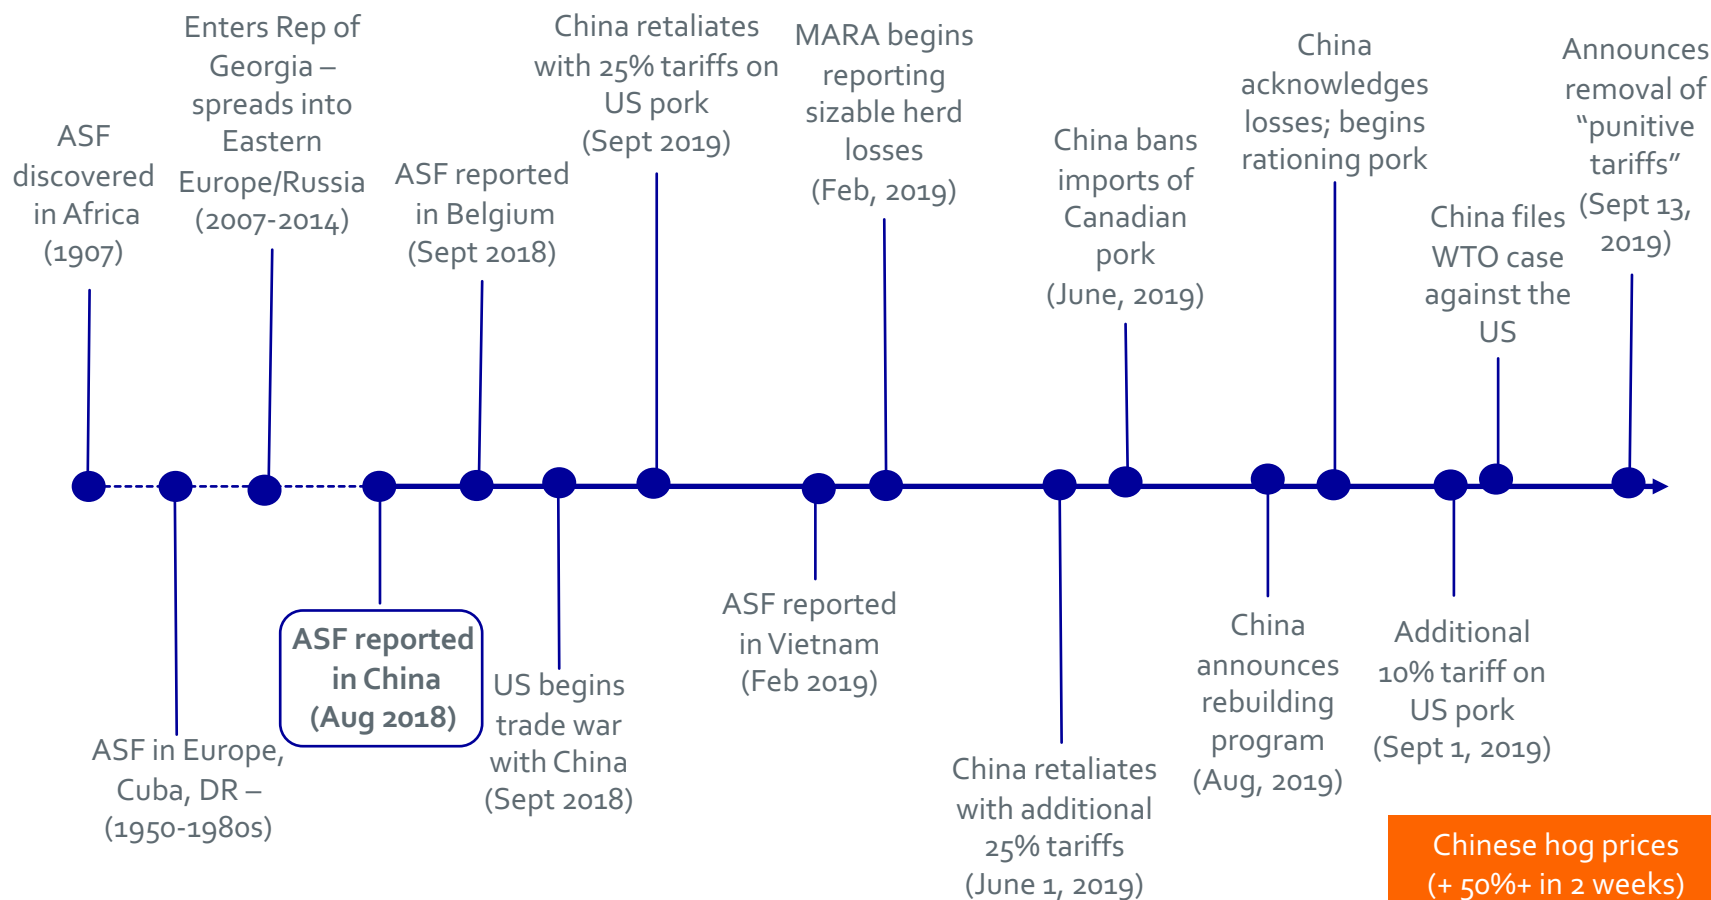 ASF
discovered
in Africa
(1907)
Enters Rep of
Georgia –
spreads into
Eastern
Europe/Russia
(2007-2014)
ASF reported
in Belgium
(Sept 2018)
China retaliates
with 25% tariffs on
US pork
(Sept 2019)
MARA begins
reporting
sizable herd
losses
(Feb, 2019)
China bans
imports of
Canadian
pork
(June, 2019)
China
acknowledges
losses; begins
rationing pork
China files
WTO case
against the
US
Announces
removal of
“punitive
tariffs”
(Sept 13,
2019)
ASF in Europe,
Cuba, DR –
(1950-1980s)
ASF reported
in China
(Aug 2018)
US begins
trade war
with China
(Sept 2018)
ASF reported
in Vietnam
(Feb 2019)
China retaliates
with additional
25% tariffs
(June 1, 2019)
China
announces
rebuilding
program
(Aug, 2019)
Additional
10% tariff on
US pork
(Sept 1, 2019)
Chinese hog prices
(+ 50%+ in 2 weeks)